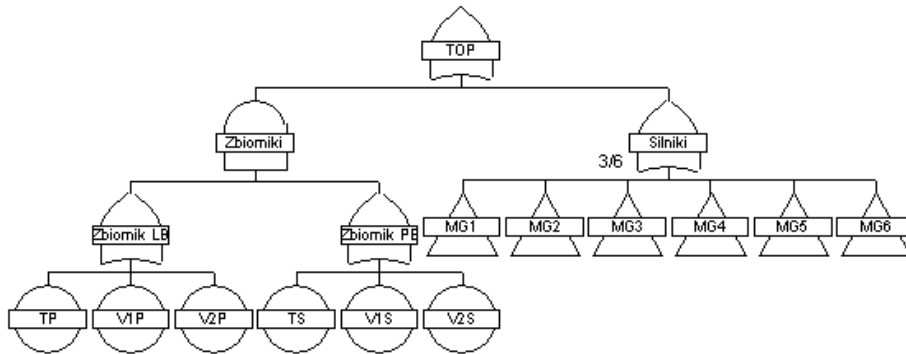 TOP
Zbiorniki
Silniki
3/6
Zbiornik LB
Zbiornik PB
MG1
MG2
MG3
MG4
MG5
MG6
TP
V1P
V2P
TS
V1S
V2S